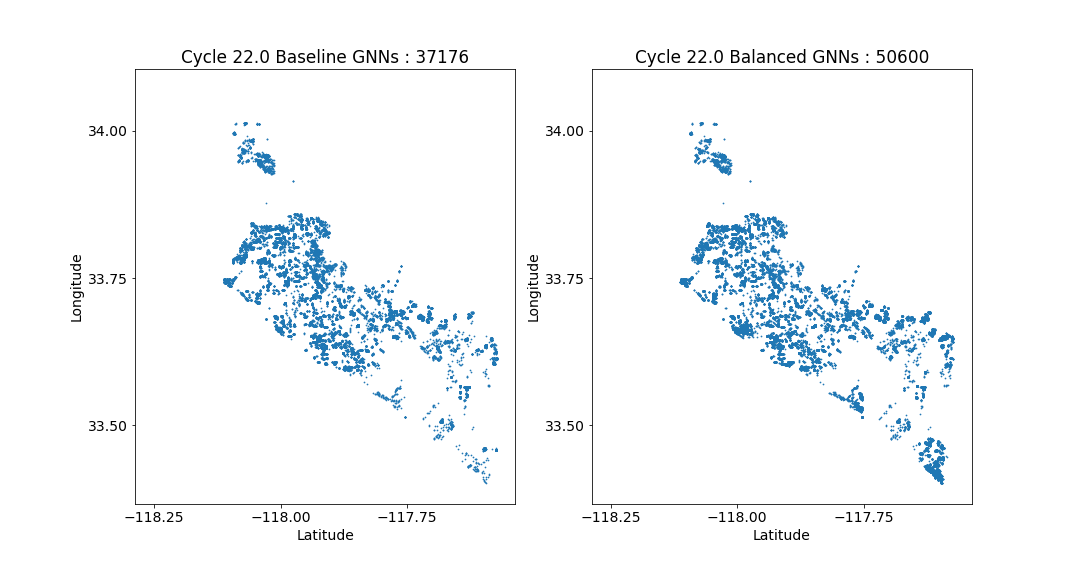 Cycle 22.0 Baseline GNNs : 37176
34.00
33.75
33.50
Longitude
−118.25
−118.00
−117.75
Latitude
Cycle 22.0 Balanced GNNs : 50600
34.00
33.75
33.50
Longitude
−118.25
−118.00
−117.75
Latitude